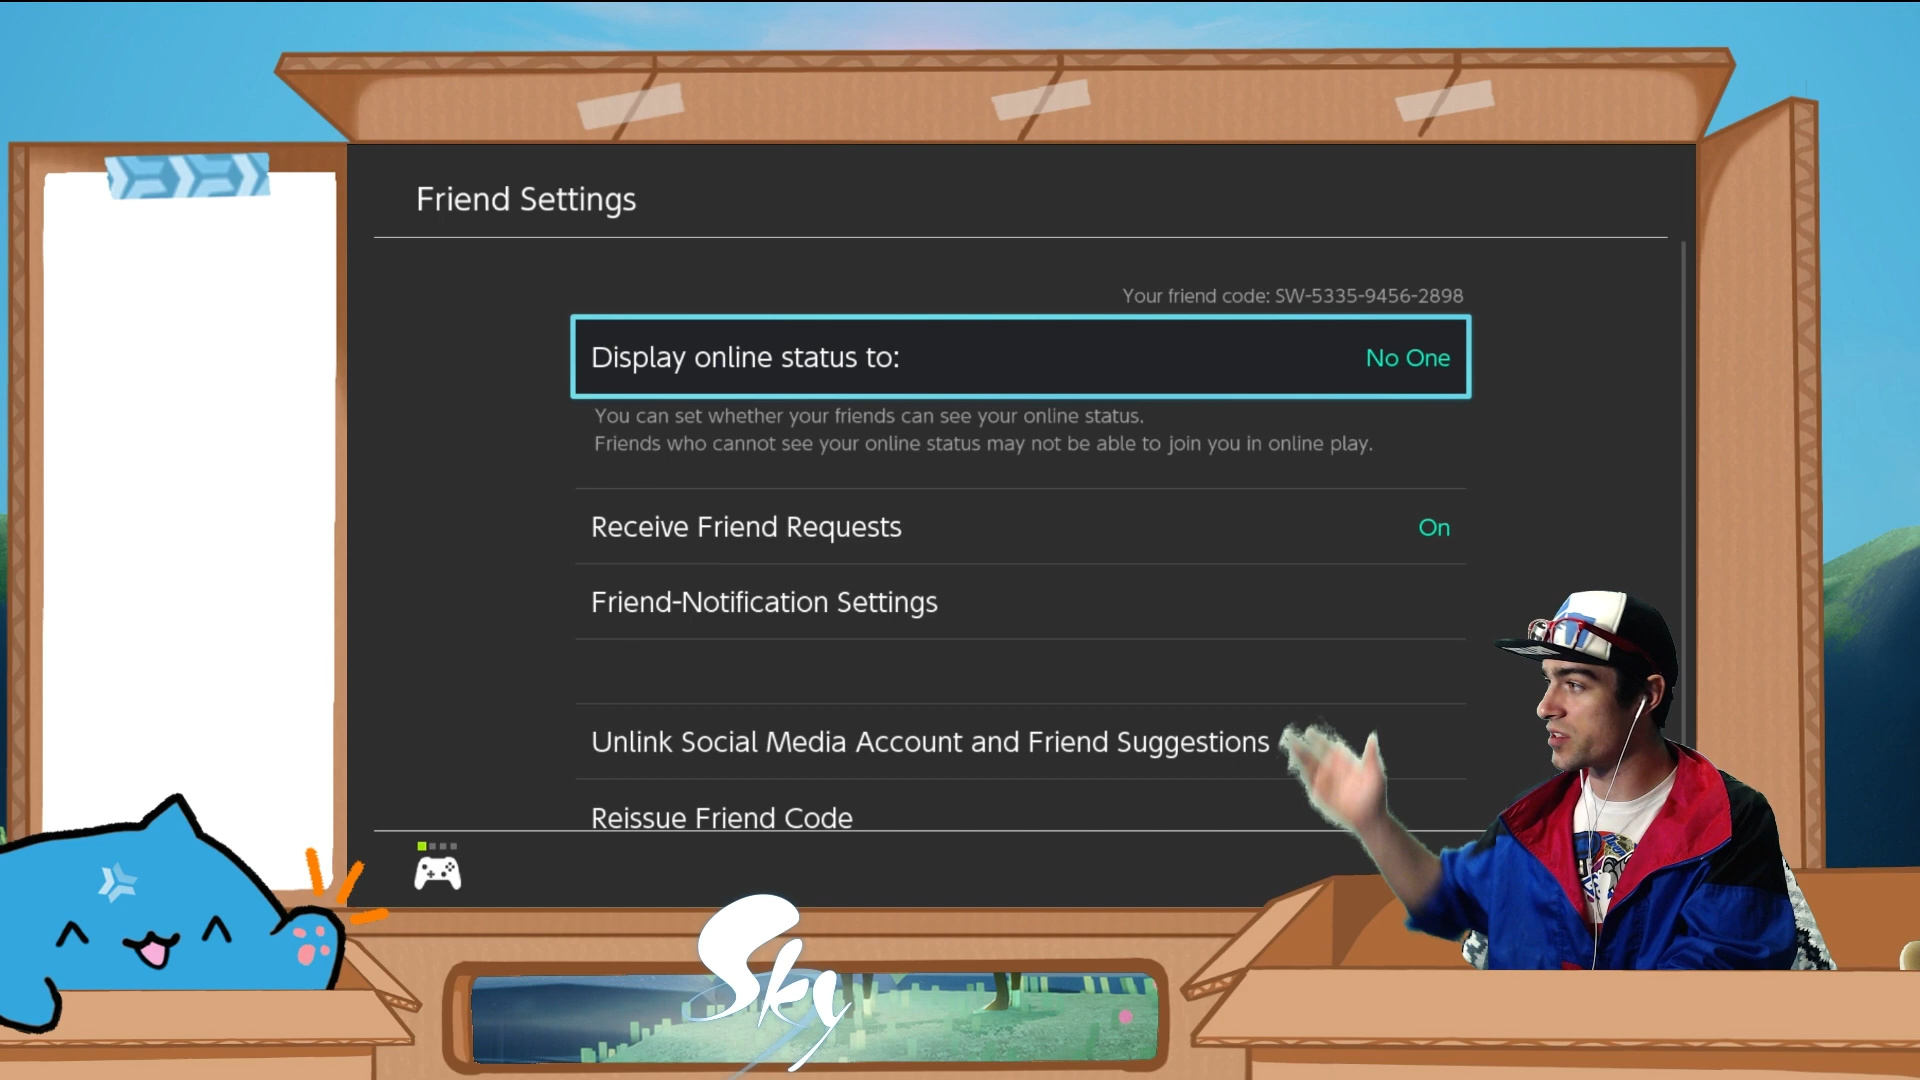 Friend Settings
Your friend code: SW-5335-9456-2898
Display online status to: No One
You can set whether your friends can see your online status.
Friends who cannot see your online status may not be able to join you in online play.
Receive Friend Requests On
Friend-Notification Settings
Unlink Social Media Account and Friend Suggestions
Reissue Friend Code
Sky